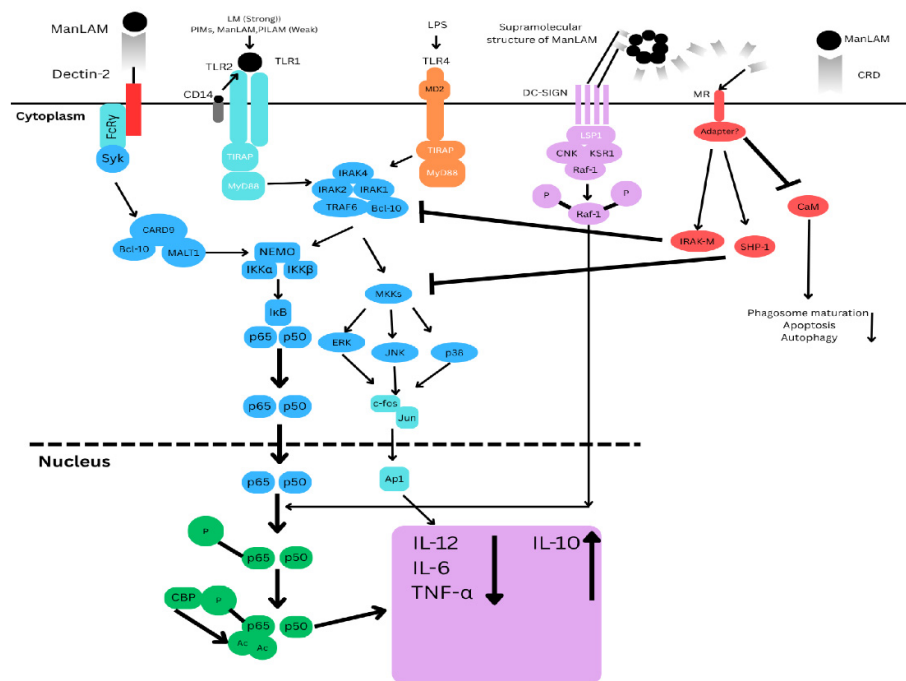 LM (Strong))
PIMs, ManLAM,PILAM (Weak)
LPS
Supramolecular
structure of ManLAM
ManLAM
ManLAM
Dectin-2
TLR2
TLR1
TLR4
MD2
CD14
DC-SIGN
MR
CRD
Cytoplasm
FcRγ
Syk
TIRAP
MyD88
TIRAP
MyD88
IRAK4
IRAK2
IRAK1
TRAF6
Bcl-10
LSP1
CNK
KSR1
Raf-1
P
P
Raf-1
Adapter?
CaM
IRAK-M
SHP-1
CARD9
Bcl-10
MALT1
NEMO
IKKα
IKKβ
MKKs
IκB
p65
p50
ERK
JNK
p38
Phagosome maturation
Apoptosis
Autophagy
c-fos
Jun
p65
p50
Nucleus
p65
p50
Ap1
P
p65
p50
IL-12
IL-10
IL-6
TNF-α
CBP
P
p65
p50
Ac
Ac